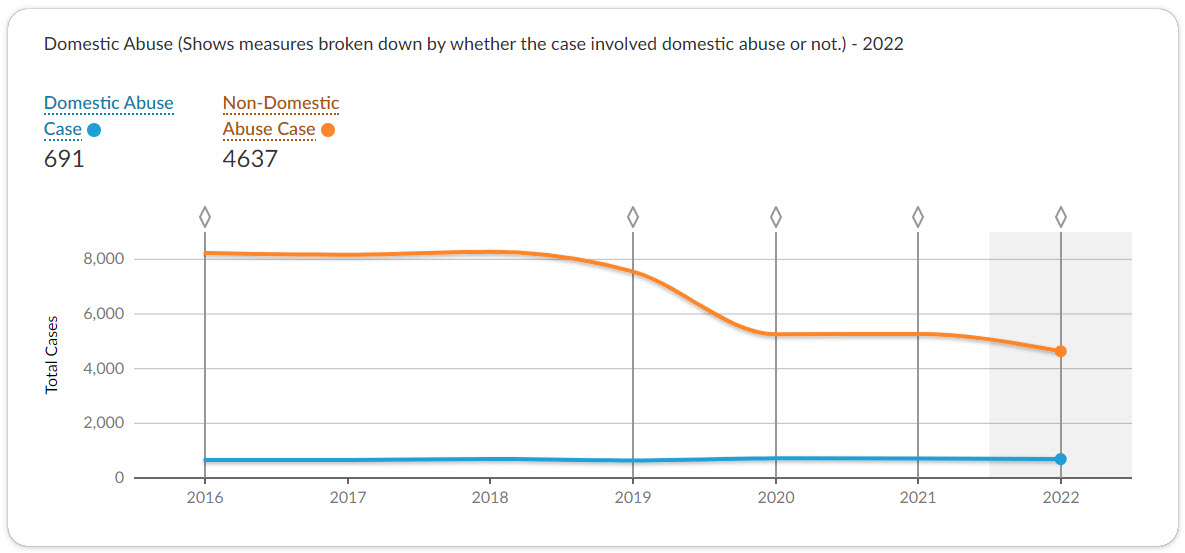 Domestic Abuse (Shows measures broken down by whether the case involved domestic abuse or not.) - 2022
Domestic Abuse
Case
691
Non-Domestic
Abuse Case
4637
Total Cases
8,000
6,000
4,000
2,000
0
2016 2017 2018 2019 2020 2021 2022